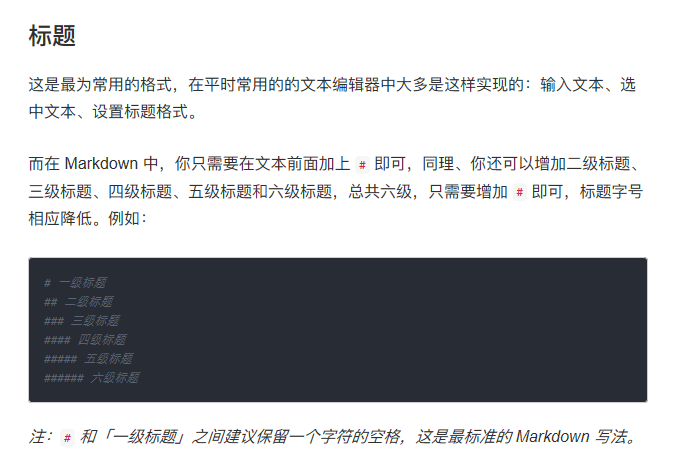 标题
这是最为常用的格式，在平时常用的的文本编辑器中大多是这样实现的：输入文本、选
中文本、设置标题格式。
而在 Markdown 中，你只需要在文本前面加上 # 即可，同理、你还可以增加二级标题、
三级标题、四级标题、五级标题和六级标题，总共六级，只需要增加 # 即可，标题字号
相应降低。例如：
# 一级标题
## 二级标题
### 三级标题
#### 四级标题
##### 五级标题
###### 六级标题
注：# 和「一级标题」之间建议保留一个字符的空格，这是最标准的 Markdown 写法。